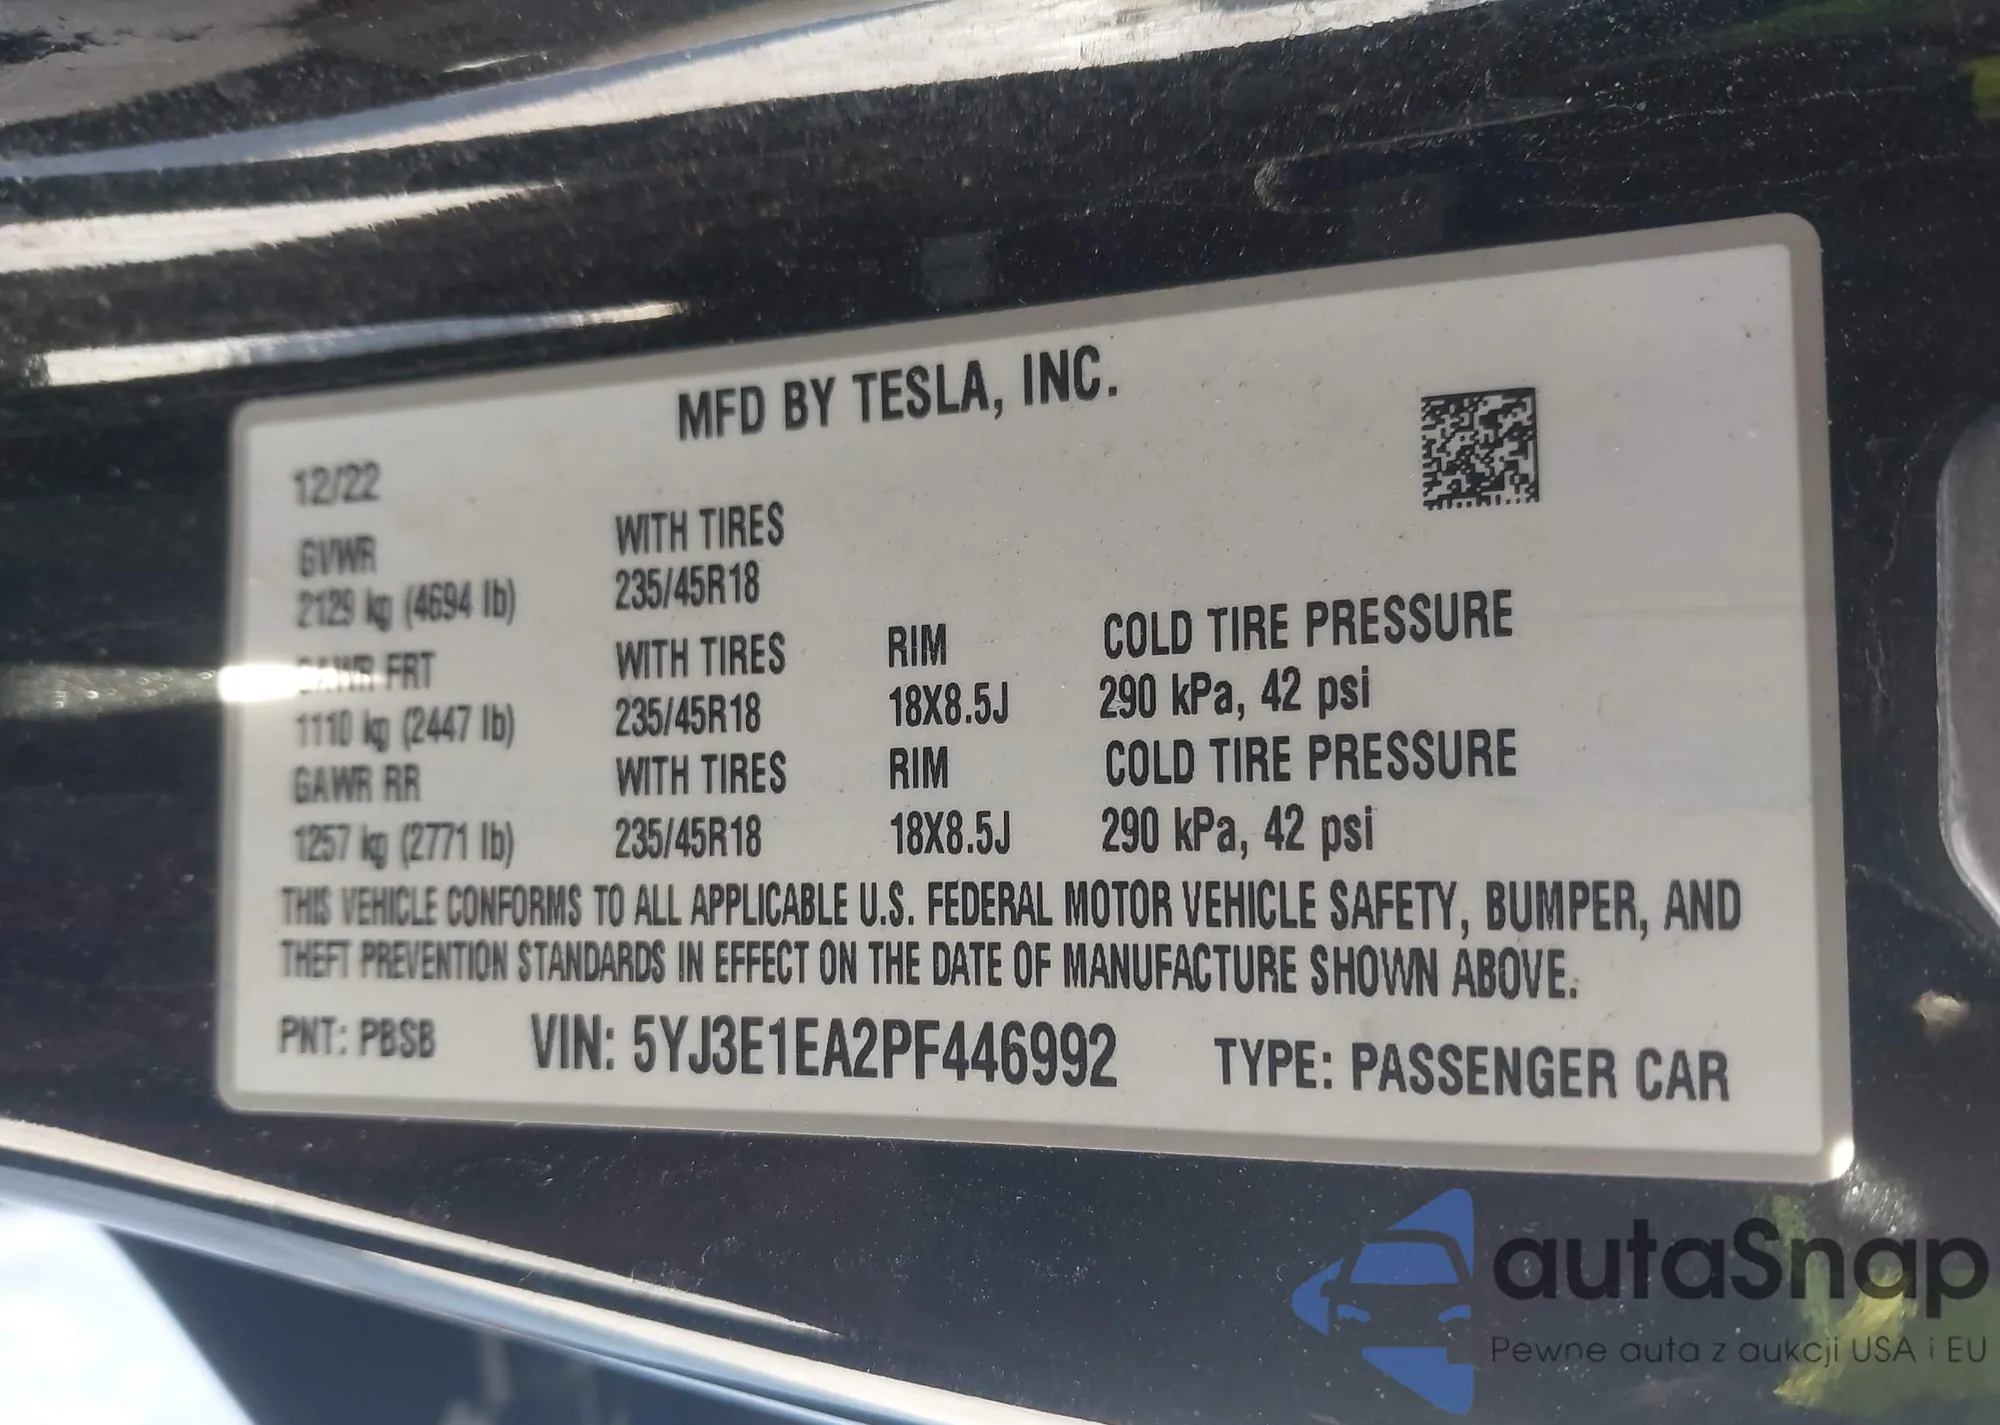 MFD BY TESLA, INC.
12/22
GVWR WITH TIRES
2129 kg (4694 lb) 235/45R18
GAWR FRT WITH TIRES RIM COLD TIRE PRESSURE
1110 kg (2447 lb) 235/45R18 18X8.5J 290 kPa, 42 psi
GAWR RR WITH TIRES RIM COLD TIRE PRESSURE
1257 kg (2771 lb) 235/45R18 18X8.5J 290 kPa, 42 psi
THIS VEHICLE CONFORMS TO ALL APPLICABLE U.S. FEDERAL MOTOR VEHICLE SAFETY, BUMPER, AND
THEFT PREVENTION STANDARDS IN EFFECT ON THE DATE OF MANUFACTURE SHOWN ABOVE.
PNT: PBSB VIN: 5YJ3E1EA2PF446992 TYPE: PASSENGER CAR
autaSnap
Pewne auta z aukcji USA i EU